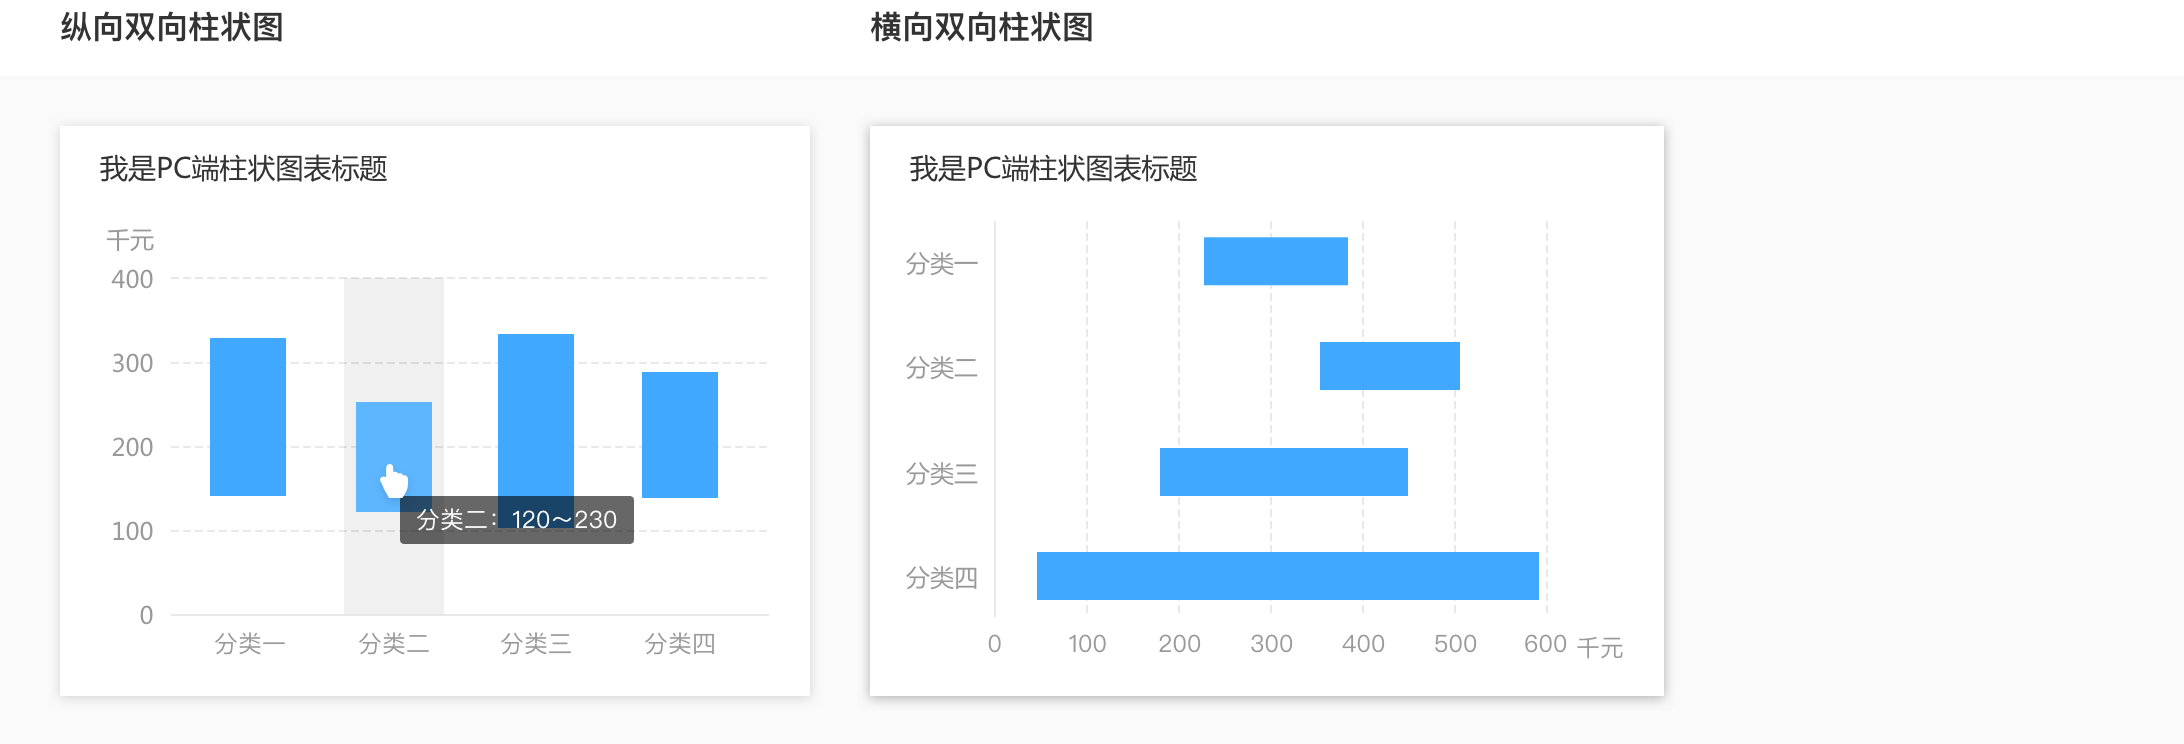 纵向双向柱状图
横向双向柱状图
我是PC端柱状图表标题
千元
400
300
200
100
0
分类二：120～230
分类一
分类二
分类三
分类四
我是PC端柱状图表标题
分类一
分类二
分类三
分类四
0
100
200
300
400
500
600
千元